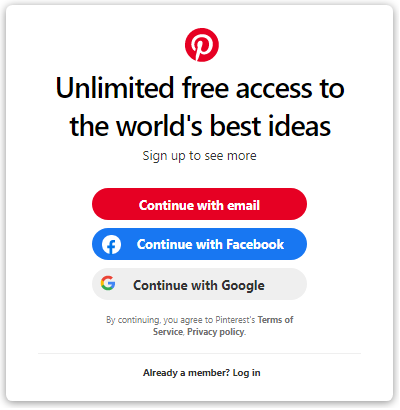 Unlimited free access to
the world's best ideas
Sign up to see more
Continue with email
Continue with Facebook
Continue with Google
By continuing, you agree to Pinterest's Terms of
Service, Privacy policy.
Already a member? Log in